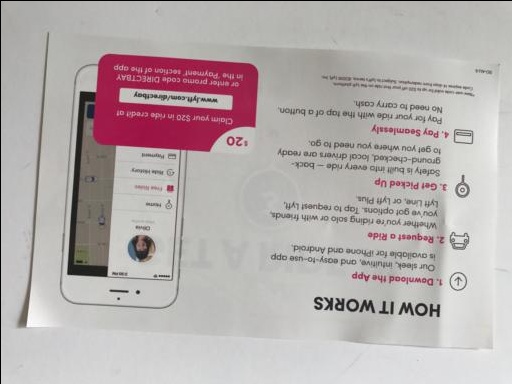 HOW IT WORKS
1. Download the App
Our sleek, intuitive, and easy-to-use app
is available for iPhone and Android.
2. Request a Ride
Whether you're riding solo or with friends,
you've got options. Tap to request Lyft,
Lyft Line, or Lyft Plus.
3. Get Picked Up
Safety is built into every ride — back-
ground-checked, local drivers are ready
to get you where you need to go.
4. Pay Seamlessly
Pay for your ride with the tap of a button.
No need to carry cash.
Olivia
Home
Free Rides
Ride History
Payment
$20
Claim your $20 in ride credit at
www.lyft.com/directbay
or enter promo code DIRECTBAY
in the 'Payment' section of the app